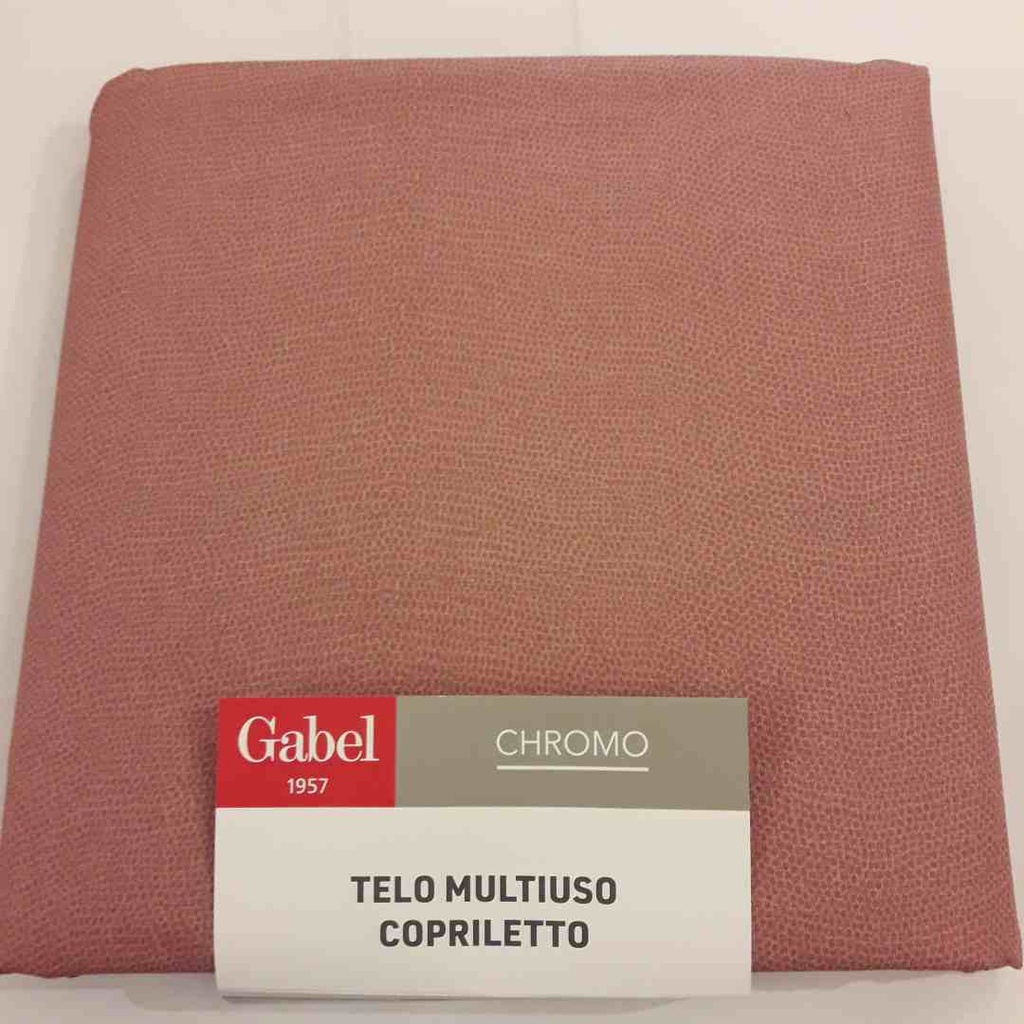 Gabel
1957
CHROMO
TELO MULTIUSO
COPRILETTO